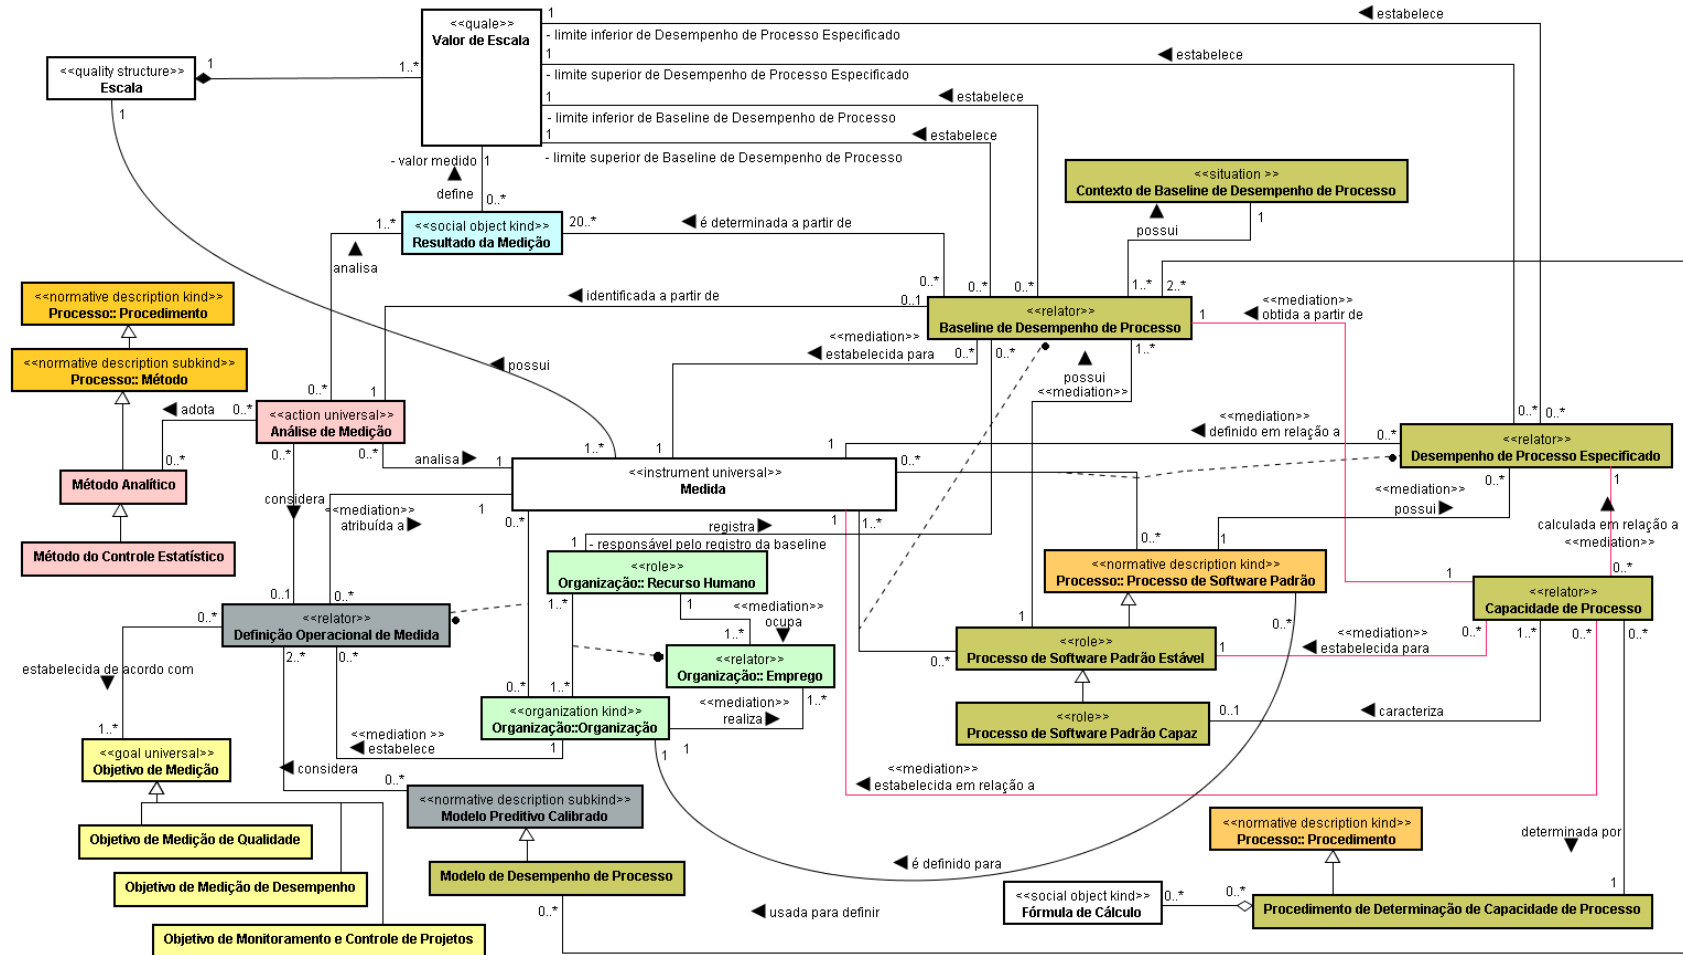 <<quale>>
Valor de Escala
1
estabelece
- limite inferior de Desempenho de Processo Especificado
1
estabelece
- limite superior de Desempenho de Processo Especificado
<<quality structure>>
Escala
1
1..*
1
1
estabelece
- limite inferior de Baseline de Desempenho de Processo
1
estabelece
- limite superior de Baseline de Desempenho de Processo
- valor medido
1
define
0..*
<<situation >>
Contexto de Baseline de Desempenho de Processo
1
possui
1..*
<<social object kind>>
Resultado da Medição
20..*
é determinada a partir de
analisa
0..*
0..*
0..*
1..*
2..*
<<normative description kind>>
Processo:: Procedimento
identificada a partir de
0..1
<<relator>>
Baseline de Desempenho de Processo
1
<<mediation>>
obtida a partir de
<<normative description subkind>>
Processo:: Método
<<mediation>>
estabelecida para
0..*
0..*
1..*
possui
possui
<<mediation>>
0..*
1
adota
0..*
<<action universal>>
Análise de Medição
0..*
0..*
<<mediation>>
definido em relação a
0..*
0..*
0..*
<<relator>>
Desempenho de Processo Especificado
0..*
0..*
analisa
1
1..*
1
1
0..*
<<instrument universal>>
Medida
Método Analítico
considera
<<mediation>>
atribuída a
1
0..*
registra
1
1..*
<<mediation>>
possui
0..*
1
calculada em relação a
<<mediation>>
1
- responsável pelo registro da baseline
0..*
1
Método do Controle Estatístico
<<role>>
Organização:: Recurso Humano
<<normative description kind>>
Processo:: Processo de Software Padrão
0..*
1
<<relator>>
Capacidade de Processo
0..1
0..*
1..*
1
<<mediation>>
ocupa
1
0..*
0..*
<<relator>>
Definição Operacional de Medida
1..*
<<role>>
Processo de Software Padrão Estável
1
<<mediation>>
estabelecida para
0..*
1..*
0..*
0..*
estabelecida de acordo com
2..*
0..*
<<relator>>
Organização:: Emprego
0..*
0..*
1..*
<<mediation>>
realiza
1..*
<<organization kind>>
Organização::Organização
<<role>>
Processo de Software Padrão Capaz
0..1
caracteriza
1..*
<<mediation >>
estabelece
1
1
1
<<goal universal>>
Objetivo de Medição
considera
0..*
<<mediation>>
estabelecida em relação a
<<normative description subkind>>
Modelo Preditivo Calibrado
<<normative description kind>>
Processo:: Procedimento
determinada por
Objetivo de Medição de Qualidade
é definido para
Modelo de Desempenho de Processo
1
Objetivo de Medição de Desempenho
<<social object kind>>
Fórmula de Cálculo
0..*
0..*
Procedimento de Determinação de Capacidade de Processo
0..*
usada para definir
Objetivo de Monitoramento e Controle de Projetos